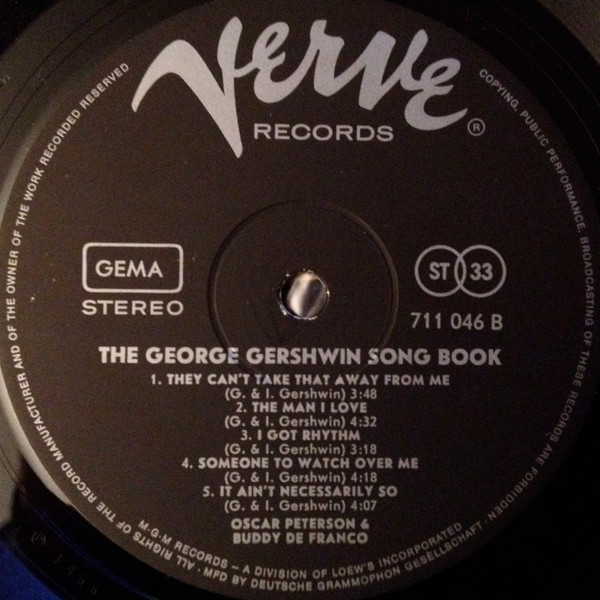 Verve
RECORDS
®
GEMA
STEREO
ST 33
711 046 B
THE GEORGE GERSHWIN SONG BOOK
1. THEY CAN'T TAKE THAT AWAY FROM ME
(G. & I. Gershwin) 3:48
2. THE MAN I LOVE
(G. & I. Gershwin) 4:32
3. I GOT RHYTHM
(G. & I. Gershwin) 3:18
4. SOMEONE TO WATCH OVER ME
(G. & I. Gershwin) 4:18
5. IT AIN'T NECESSARILY SO
(G. & I. Gershwin) 4:07
OSCAR PETERSON &
BUDDY DE FRANCO
M·G·M RECORDS – A DIVISION OF LOEW'S INCORPORATED
ALL RIGHTS OF THE RECORD MANUFACTURER AND OF THE OWNER OF THE WORK RECORDED RESERVED
COPYING, PUBLIC PERFORMANCE, BROADCASTING OF THESE RECORDS ARE FORBIDDEN
· MFD BY DEUTSCHE GRAMMOPHON GESELLSCHAFT ·